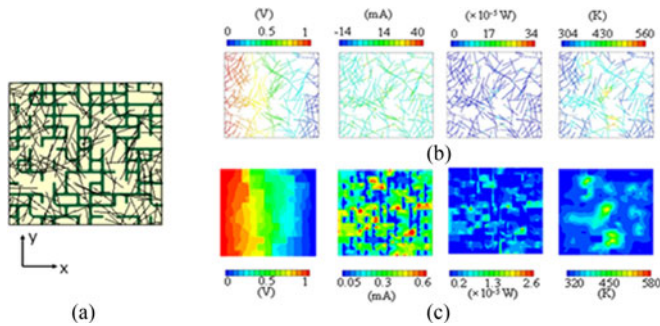 (V) (mA) (×10⁻⁵ W) (K)
0 0.5 1 -14 14 40 0 17 34 304 430 560
(b)
y
x
0 0.5 1 0.05 0.3 0.6 0.2 1.3 2.6 320 450 580
(V) (mA) (×10⁻⁵ W) (K)
(a) (c)